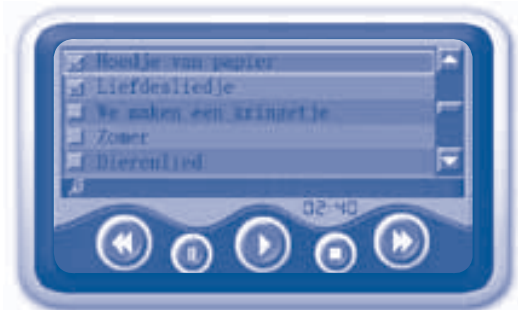 Hoedje van papier
Liefdesliedje
We maken een kringetje
Zomer
Dierenlied
02:40